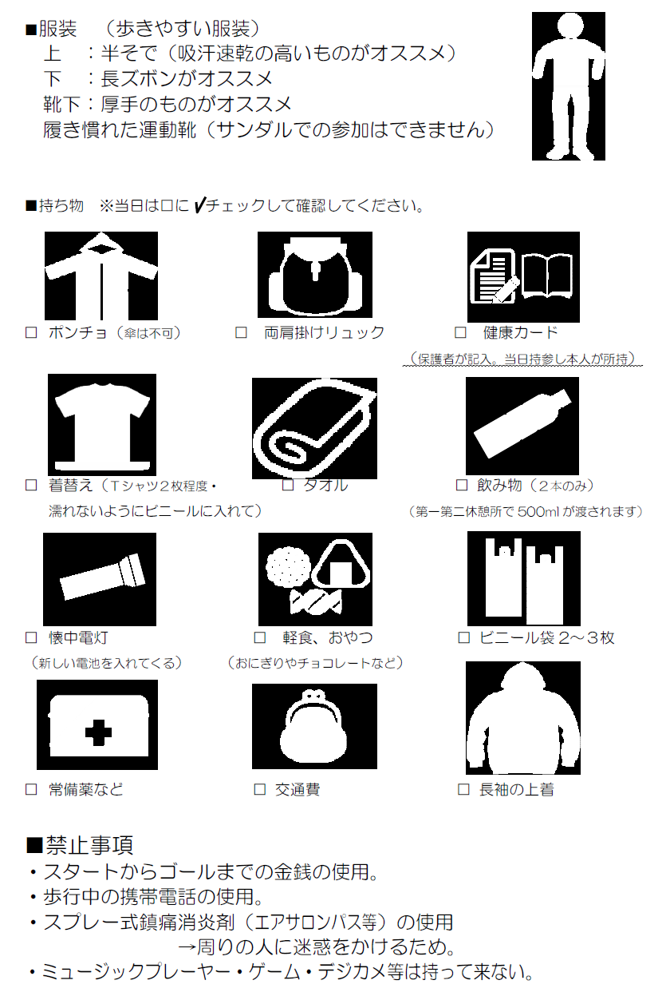 ■服装　（歩きやすい服装）
上　：半そで（吸汗速乾の高いものがオススメ）
下　：長ズボンがオススメ
靴下：厚手のものがオススメ
履き慣れた運動靴（サンダルでの参加はできません）
■持ち物　※当日は□に✓チェックして確認してください。
□ ポンチョ（傘は不可）
□ 両肩掛けリュック
□ 健康カード
（保護者が記入。当日持参し本人が所持）
□ 着替え（Ｔシャツ２枚程度・
濡れないようにビニールに入れて）
□ タオル
□ 飲み物（２本のみ）
（第一第二休憩所で500mlが渡されます）
□ 懐中電灯
（新しい電池を入れてくる）
□ 軽食、おやつ
（おにぎりやチョコレートなど）
□ ビニール袋２～３枚
□ 常備薬など
□ 交通費
□ 長袖の上着
■禁止事項
・スタートからゴールまでの金銭の使用。
・歩行中の携帯電話の使用。
・スプレー式鎮痛消炎剤（エアサロンパス等）の使用
→周りの人に迷惑をかけるため。
・ミュージックプレーヤー・ゲーム・デジカメ等は持って来ない。